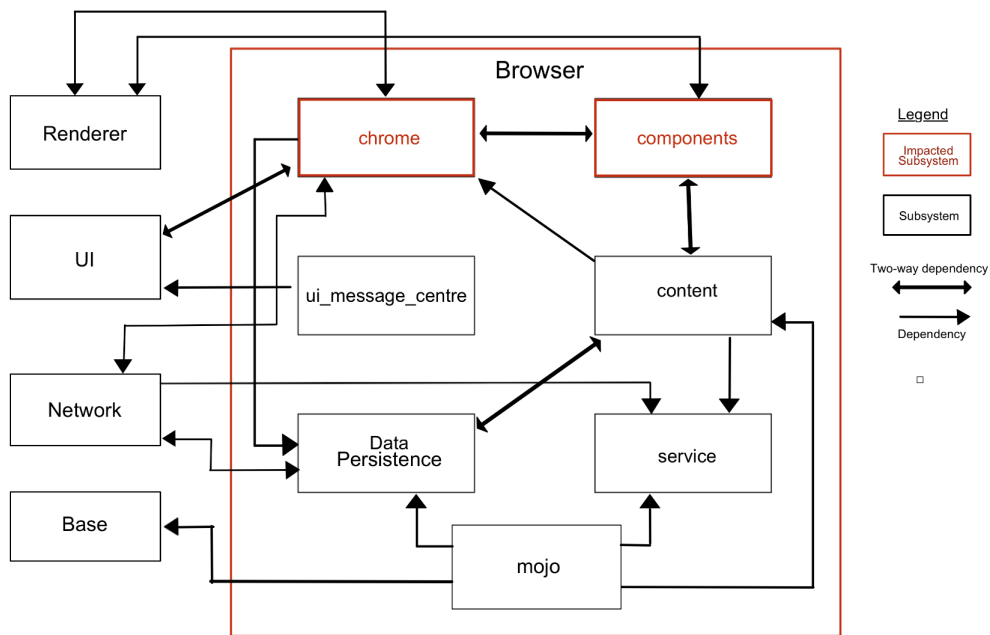 Browser
Renderer
chrome
components
Legend
Impacted
Subsystem
Subsystem
UI
ui_message_centre
content
Two-way dependency
Dependency
Network
Data
Persistence
service
Base
mojo